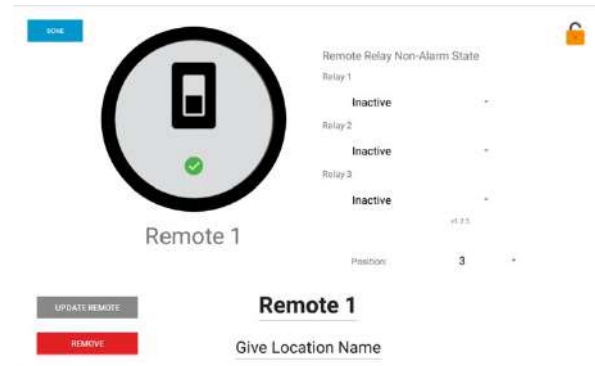 DONE
Remote Relay Non-Alarm State
Relay 1
Inactive
Relay 2
Inactive
Relay 3
Inactive
Remote 1
Position: 3
UPDATE REMOTE
Remote 1
REMOVE
Give Location Name